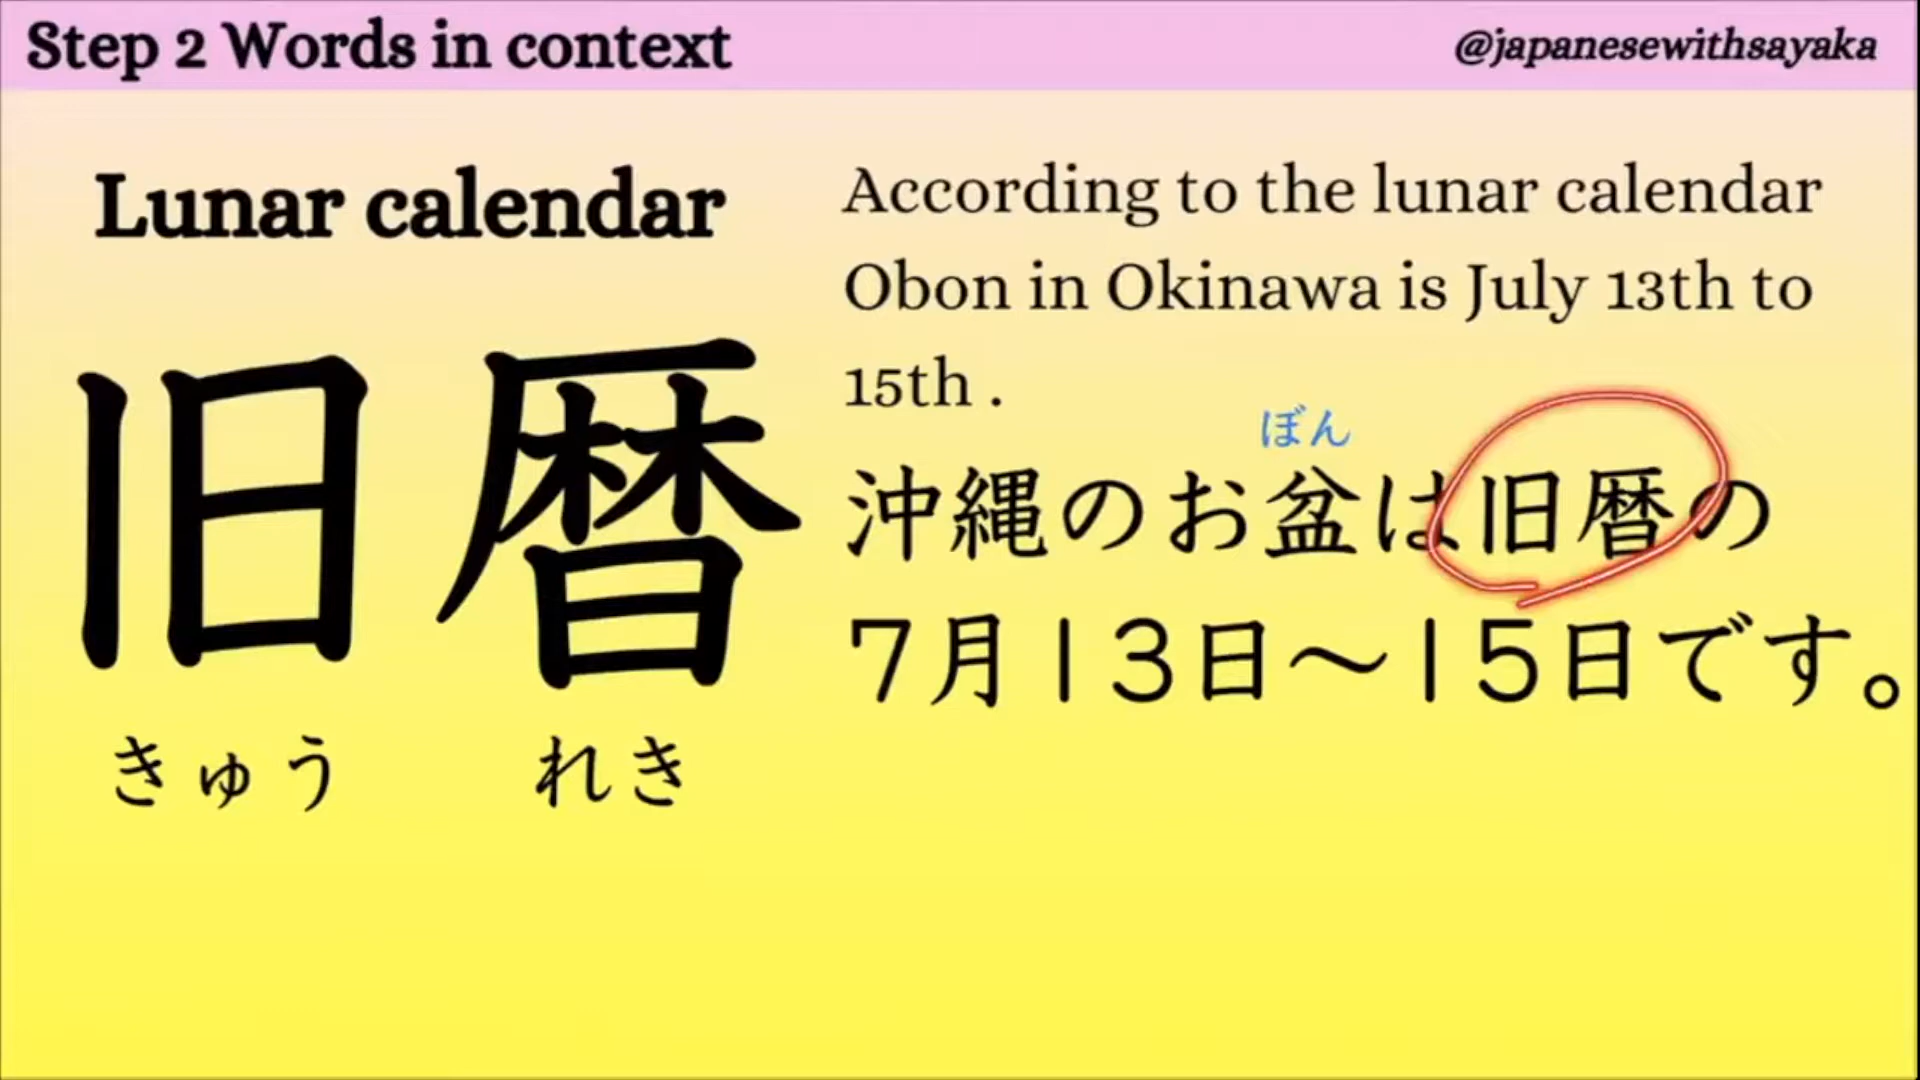 Step 2 Words in context
@japanesewithsayaka
Lunar calendar
旧暦
きゅう れき
According to the lunar calendar
Obon in Okinawa is July 13th to
15th .
ぼん
沖縄のお盆は旧暦の
7月13日〜15日です。